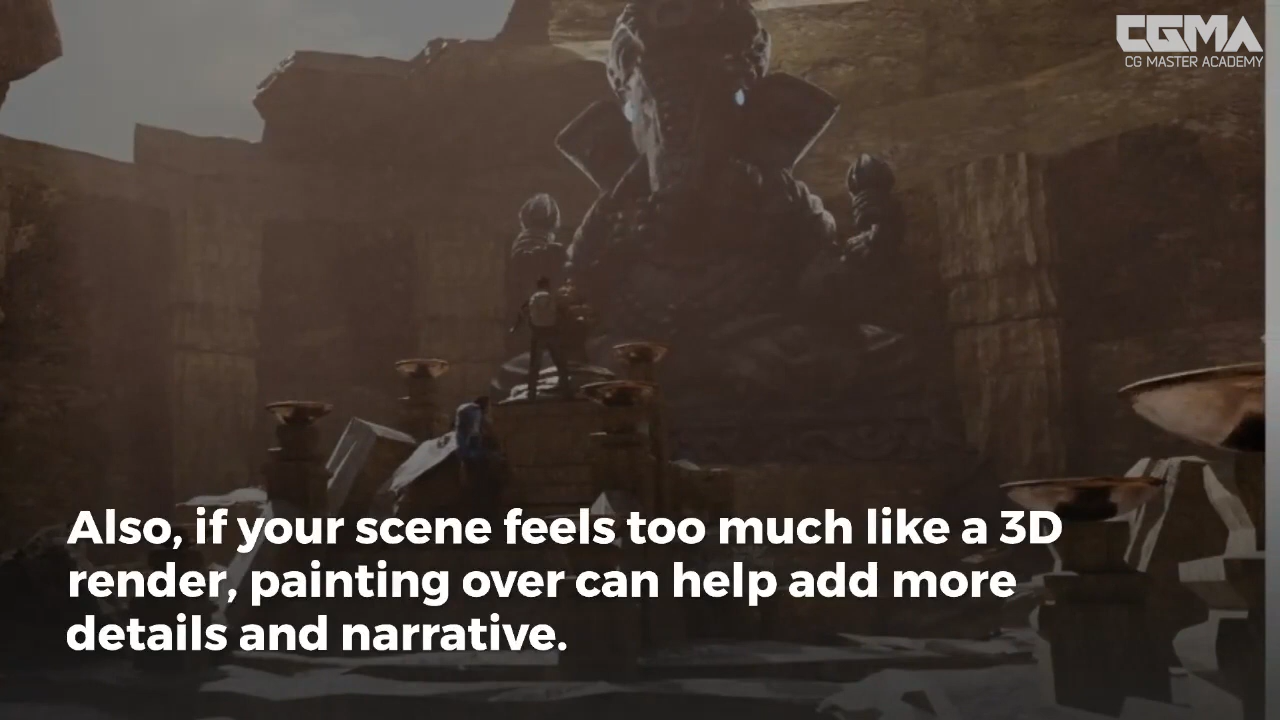 CGMA
CG MASTER ACADEMY
Also, if your scene feels too much like a 3D
render, painting over can help add more
details and narrative.